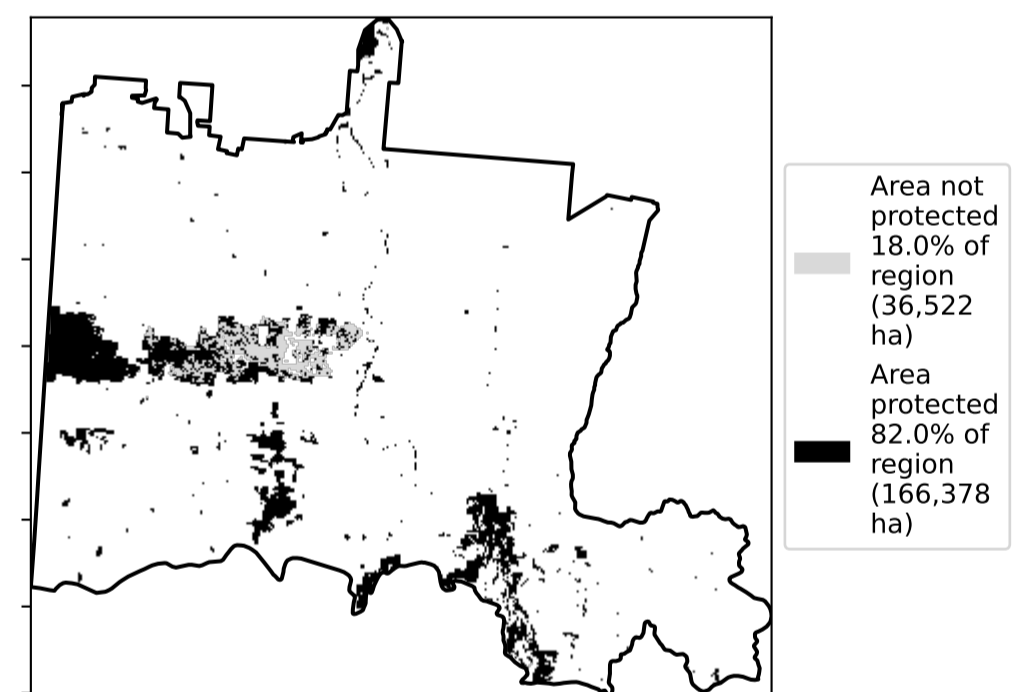 Area not
protected
18.0% of
region
(36,522
ha)
Area
protected
82.0% of
region
(166,378
ha)